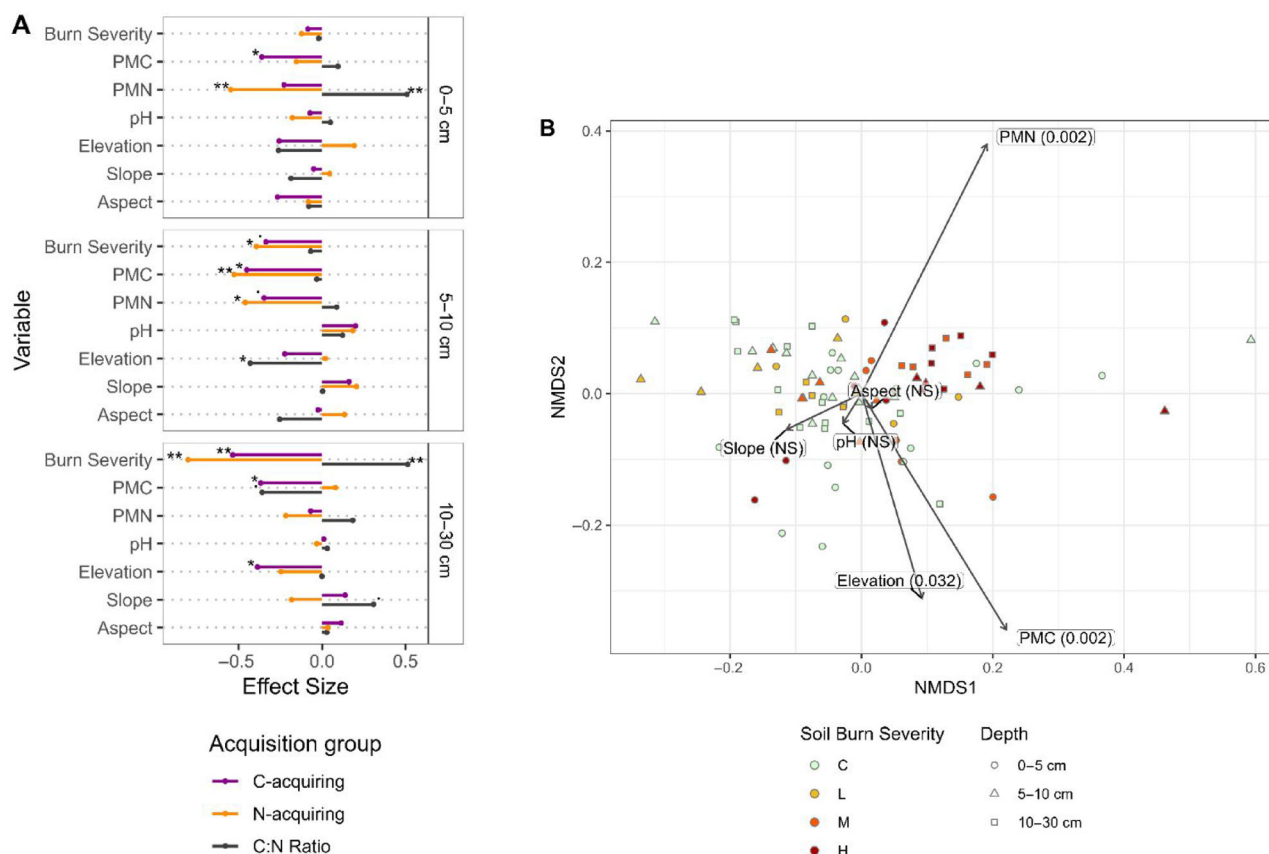 A
Variable
Burn Severity
*
PMC
** PMN **
pH
Elevation
Slope
Aspect
0–5 cm
Burn Severity * .
PMC ** *
PMN * .
pH
Elevation *
Slope
Aspect
5–10 cm
Burn Severity ** ** **
PMC * .
PMN
pH
Elevation *
Slope .
Aspect
10–30 cm
−0.5 0.0 0.5
Effect Size
Acquisition group
C-acquiring
N-acquiring
C:N Ratio
B
NMDS2
0.4
0.2
0.0
−0.2
PMN (0.002)
Aspect (NS)
Slope (NS)
pH (NS)
Elevation (0.032)
PMC (0.002)
−0.2 0.0 0.2 0.4 0.6
NMDS1
Soil Burn Severity
C
L
M
H
Depth
0–5 cm
5–10 cm
10–30 cm